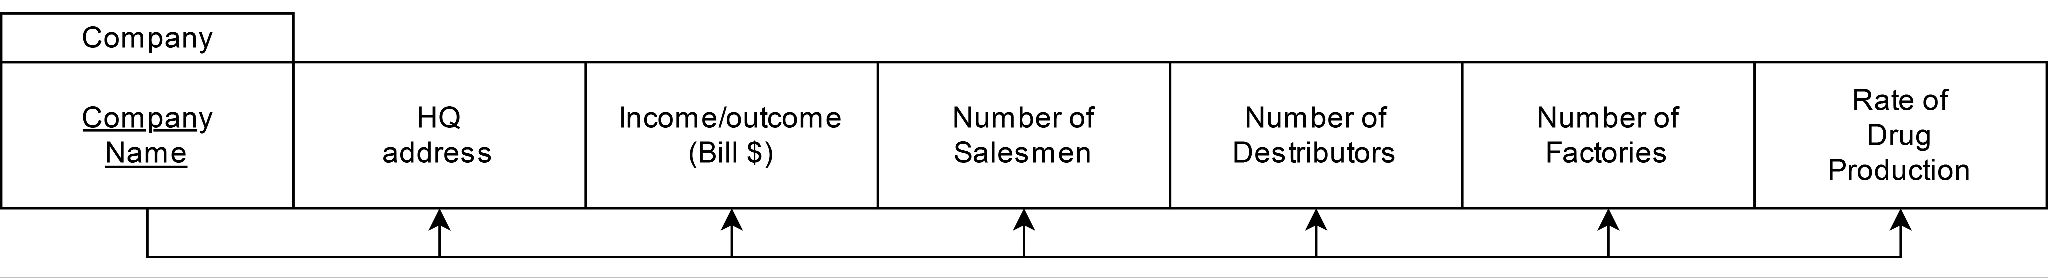 Company
Company
Name
HQ
address
Income/outcome
(Bill $)
Number of
Salesmen
Number of
Destributors
Number of
Factories
Rate of
Drug
Production